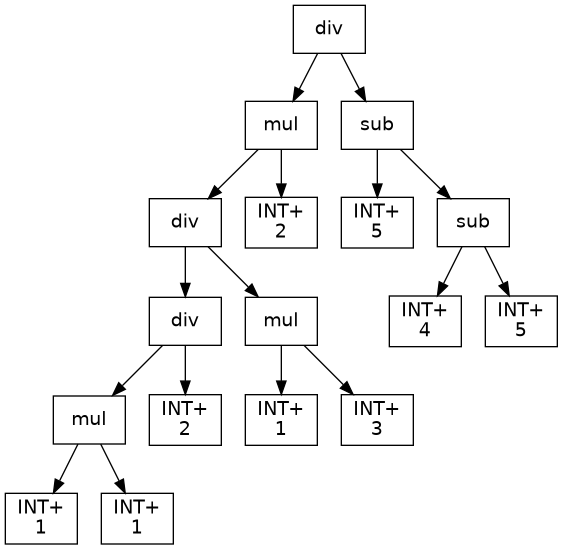 div
mul
sub
div
INT+
2
INT+
5
sub
div
mul
INT+
4
INT+
5
mul
INT+
2
INT+
1
INT+
3
INT+
1
INT+
1